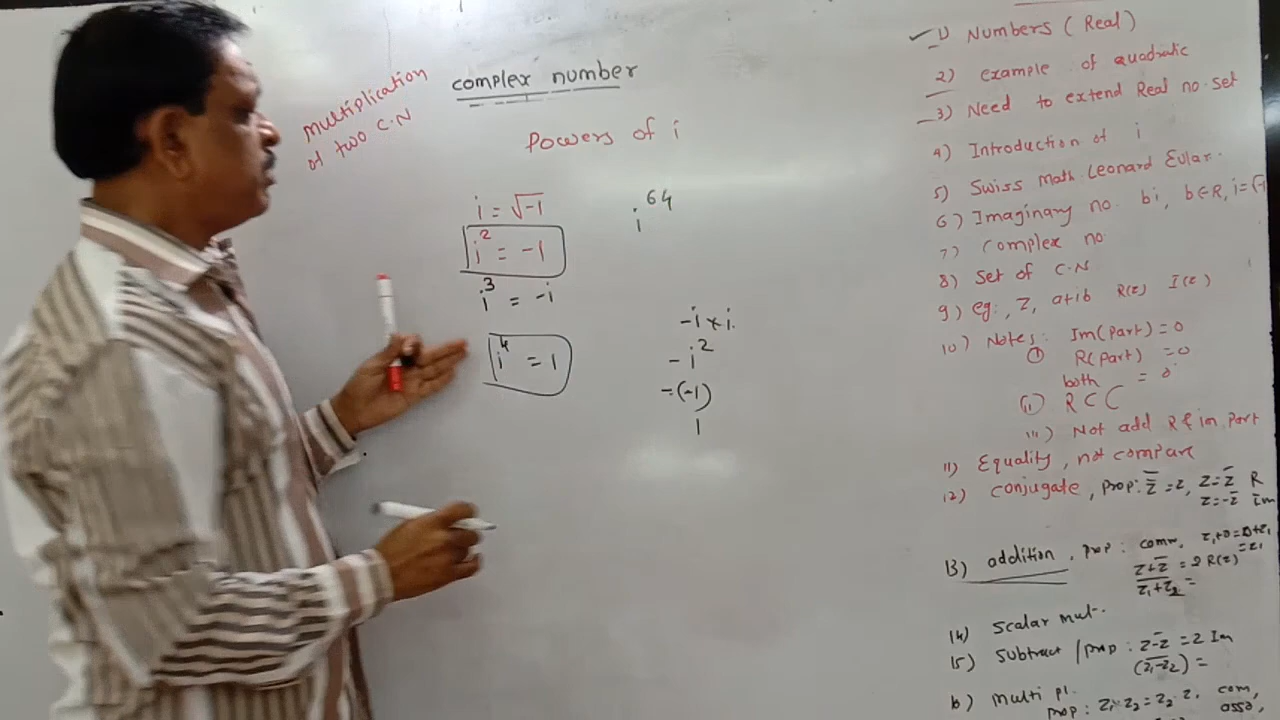 complex number
multiplication
of two C.N
Powers of i
i = √-1
i² = -1
i³ = -i
i⁴ = 1
i⁶⁴
-i × i
- i²
-(-1)
1
1) Numbers (Real)
2) example of quadratic
3) Need to extend Real no. set
4) Introduction of i
5) Swiss Math Leonard Eular.
6) Imaginary no. bi, b∈R, i=(-1
7) Complex no
8) Set of C.N
9) eg:, Z, a+ib R(z) I(z)
10) Notes: Im(Part) = 0
① R(part) = 0
both = 0
(ii) R ⊂ C
iii) Not add R & im. Part
11) Equality, not compare
12) conjugate, prop: z̿ = z, z = z̄ R
z = -z̄ Im
13) addition, prop: comm, z₁+0=0+z₁
=z₁
z+z̄ = 2 R(z)
z₁+z₂ =
14) Scalar mul.
15) Subtract / prop: z-z̄ = 2 Im
(z₁-z₂) =
multi pl.
prop: z₁ × z₂ = z₂ . z, com,
asso,